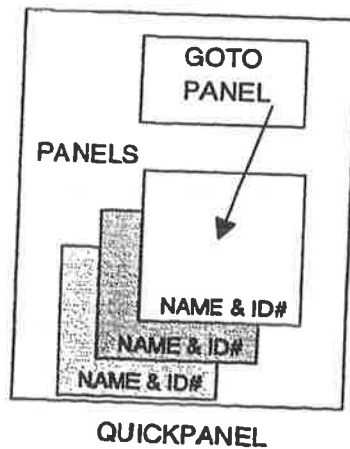 GOTO
PANEL
PANELS
NAME & ID#
NAME & ID#
NAME & ID#
QUICKPANEL